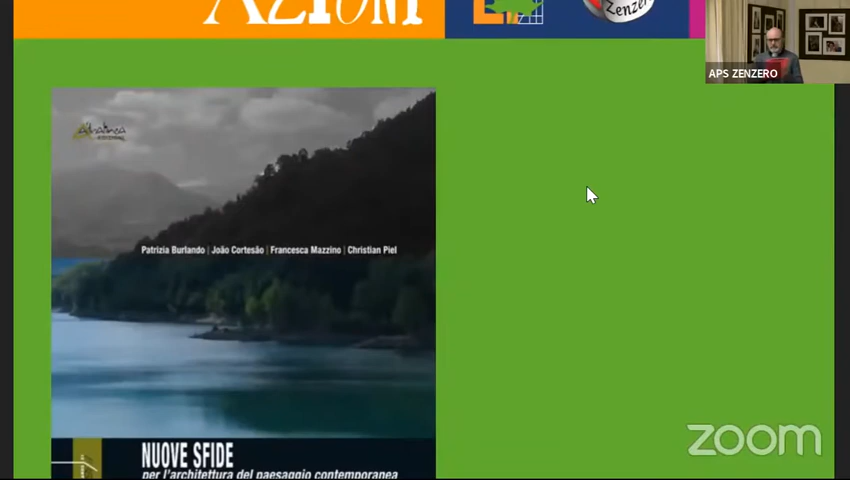 AZIONI
Zenzero
APS ZENZERO
Patrizia Burlando | João Cortesão | Francesca Mazzino | Christian Piel
NUOVE SFIDE
per l'architettura del paesaggio contemporanea
zoom